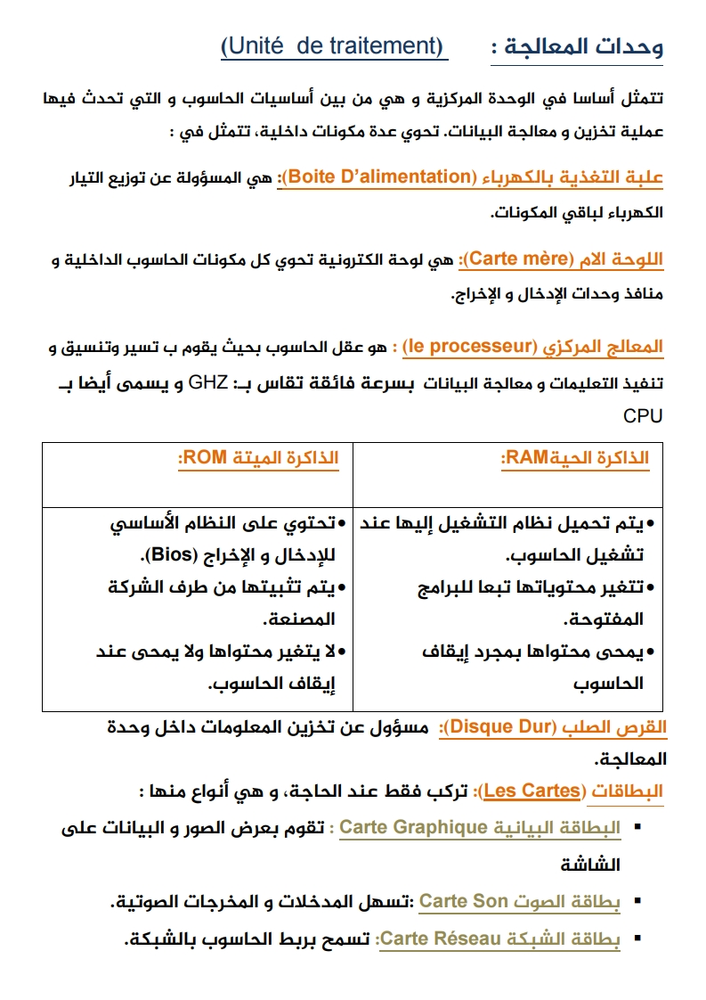 وحدات المعالجة : (Unité de traitement)
تتمثل أساسا في الوحدة المركزية و هي من بين أساسيات الحاسوب و التي تحدث فيها
عملية تخزين و معالجة البيانات. تحوي عدة مكونات داخلية، تتمثل في :
علبة التغذية بالكهرباء (Boite D’alimentation): هي المسؤولة عن توزيع التيار
الكهرباء لباقي المكونات.
اللوحة الام (Carte mère): هي لوحة الكترونية تحوي كل مكونات الحاسوب الداخلية و
منافذ وحدات الإدخال و الإخراج.
المعالج المركزي (le processeur) : هو عقل الحاسوب بحيث يقوم ب تسير وتنسيق و
تنفيذ التعليمات و معالجة البيانات بسرعة فائقة تقاس بـ: GHZ و يسمى أيضا بـ
CPU
الذاكرة الحيةRAM:
يتم تحميل نظام التشغيل إليها عند
تشغيل الحاسوب.
تتغير محتوياتها تبعا للبرامج
المفتوحة.
يمحى محتواها بمجرد إيقاف
الحاسوب
الذاكرة الميتة ROM:
تحتوي على النظام الأساسي
للإدخال و الإخراج (Bios).
يتم تثبيتها من طرف الشركة
المصنعة.
لا يتغير محتواها ولا يمحى عند
إيقاف الحاسوب.
القرص الصلب (Disque Dur): مسؤول عن تخزين المعلومات داخل وحدة
المعالجة.
البطاقات (Les Cartes): تركب فقط عند الحاجة، و هي أنواع منها :
البطاقة البيانية Carte Graphique : تقوم بعرض الصور و البيانات على
الشاشة
بطاقة الصوت Carte Son :تسهل المدخلات و المخرجات الصوتية.
بطاقة الشبكة Carte Réseau: تسمح بربط الحاسوب بالشبكة.